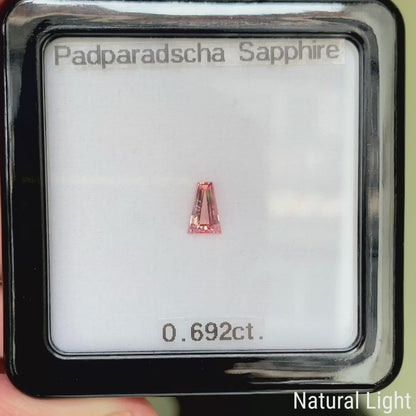 Padparadscha Sapphire
0.692ct.
Natural Light